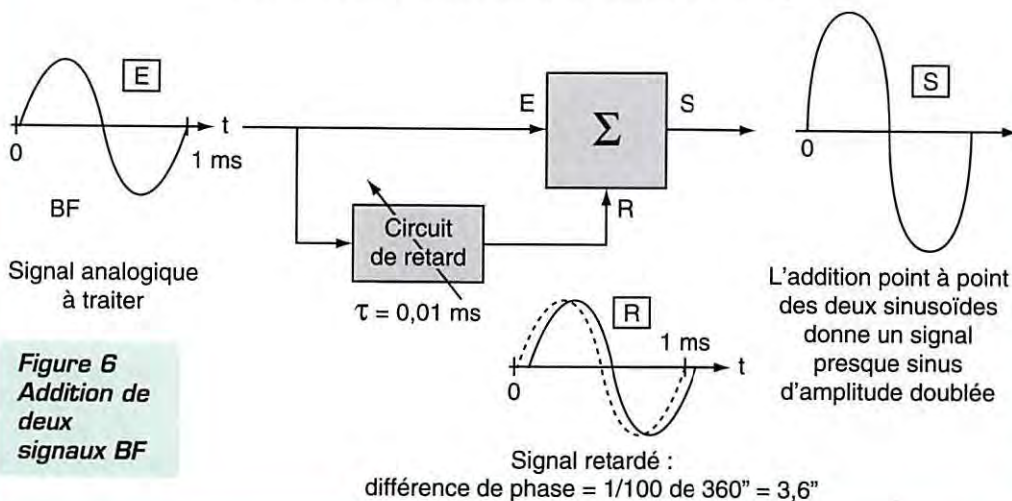 E
t
0
1 ms
BF
Signal analogique
à traiter
E
Σ
S
R
Circuit
de retard
τ = 0,01 ms
S
0
L'addition point à point
des deux sinusoïdes
donne un signal
presque sinus
d'amplitude doublée
R
1 ms
t
0
Signal retardé :
différence de phase = 1/100 de 360" = 3,6"
Figure 6
Addition de
deux
signaux BF